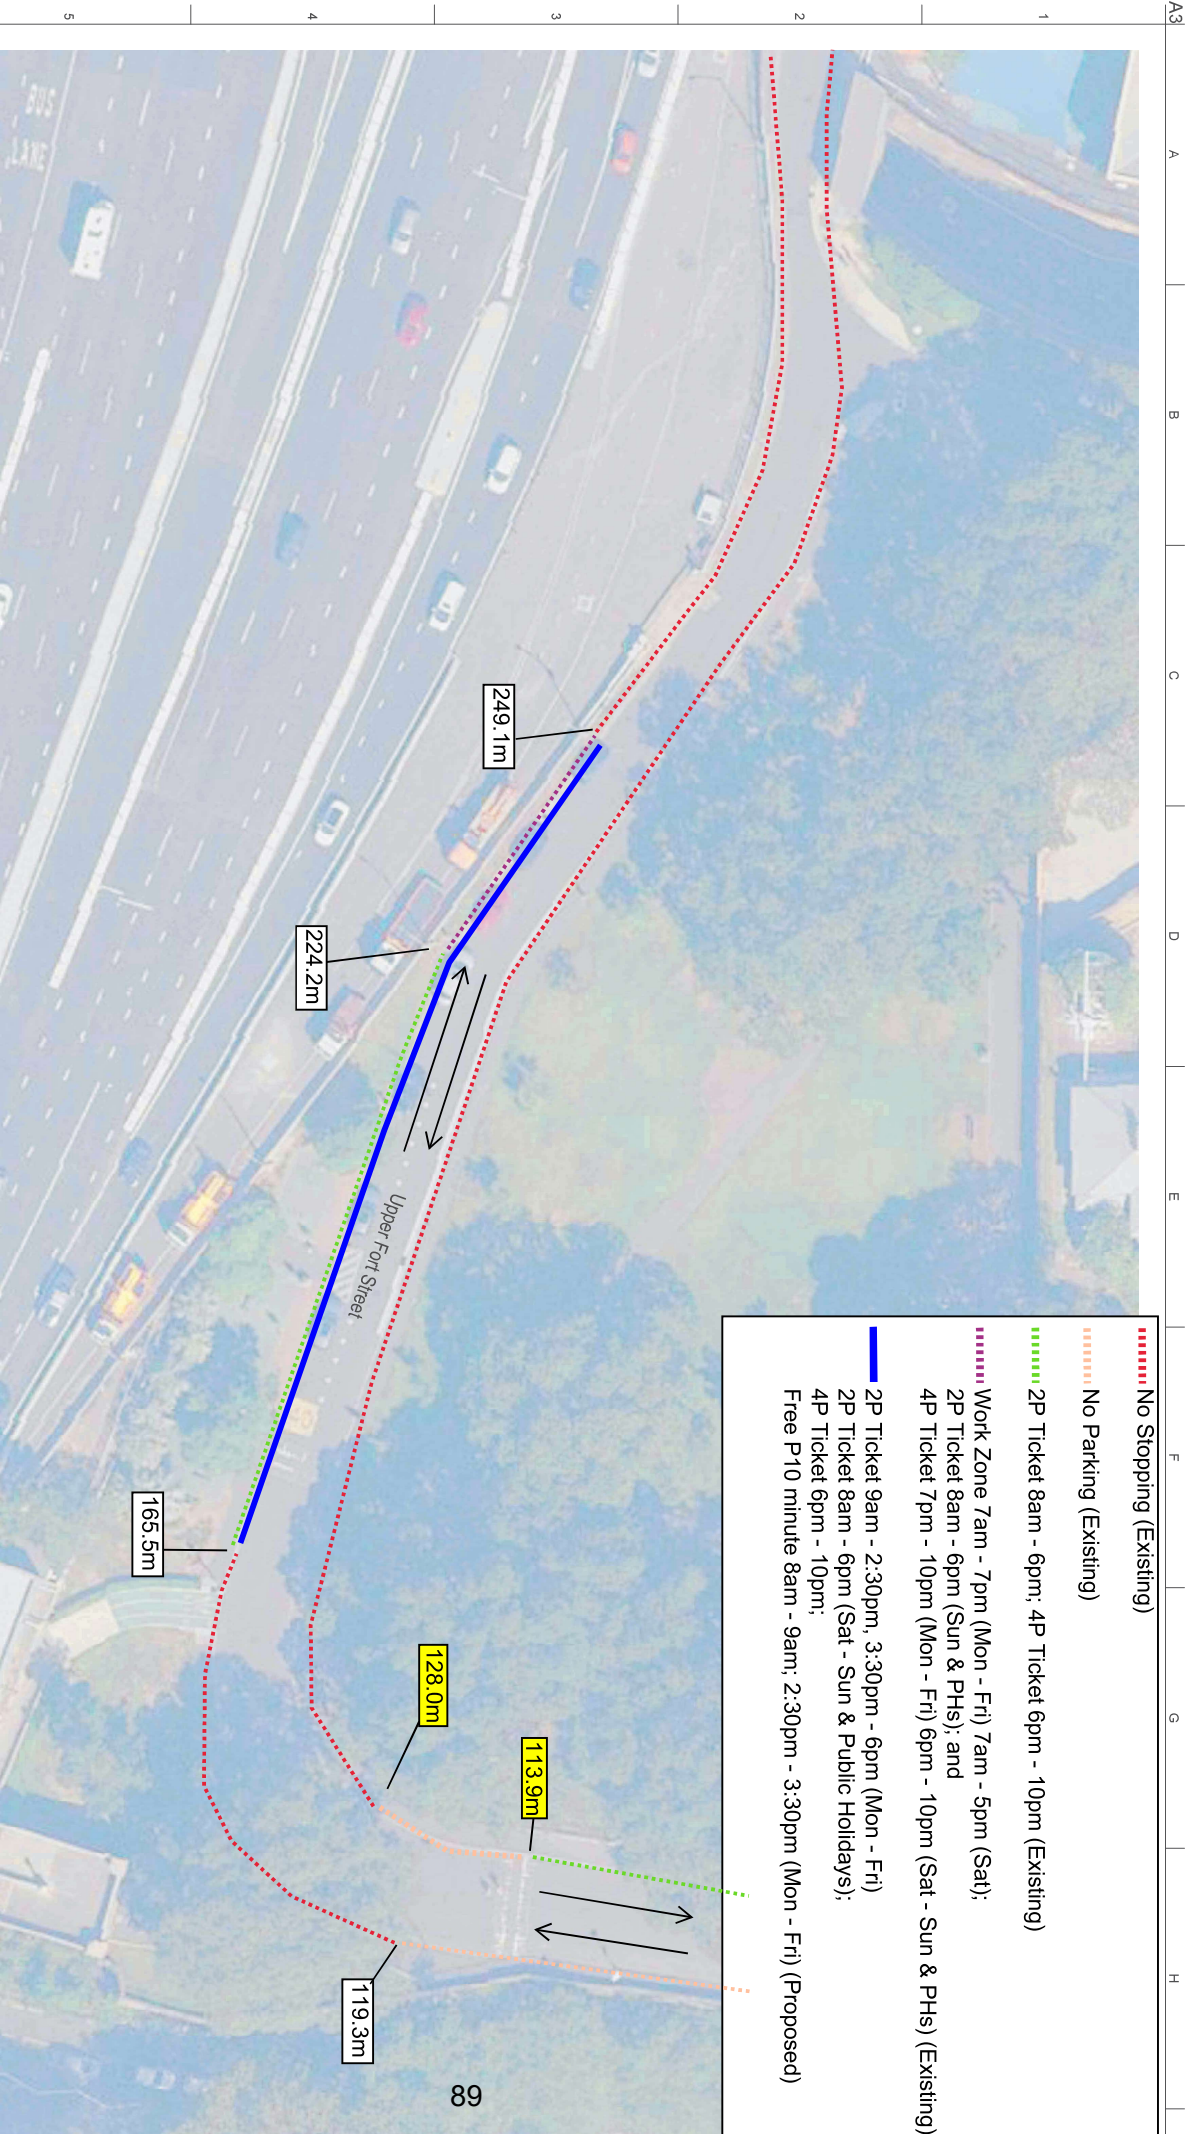 A3
5
4
3
2
1
A
B
C
D
E
F
G
H
BUS
LANE
249.1m
224.2m
Upper Fort Street
165.5m
128.0m
113.9m
119.3m
No Stopping (Existing)
No Parking (Existing)
2P Ticket 8am - 6pm; 4P Ticket 6pm - 10pm (Existing)
Work Zone 7am - 7pm (Mon - Fri) 7am - 5pm (Sat);
2P Ticket 8am - 6pm (Sun & PHs); and
4P Ticket 7pm - 10pm (Mon - Fri) 6pm - 10pm (Sat - Sun & PHs) (Existing)
2P Ticket 9am - 2:30pm, 3:30pm - 6pm (Mon - Fri)
2P Ticket 8am - 6pm (Sat - Sun & Public Holidays);
4P Ticket 6pm - 10pm;
Free P10 minute 8am - 9am; 2:30pm - 3:30pm (Mon - Fri) (Proposed)
89